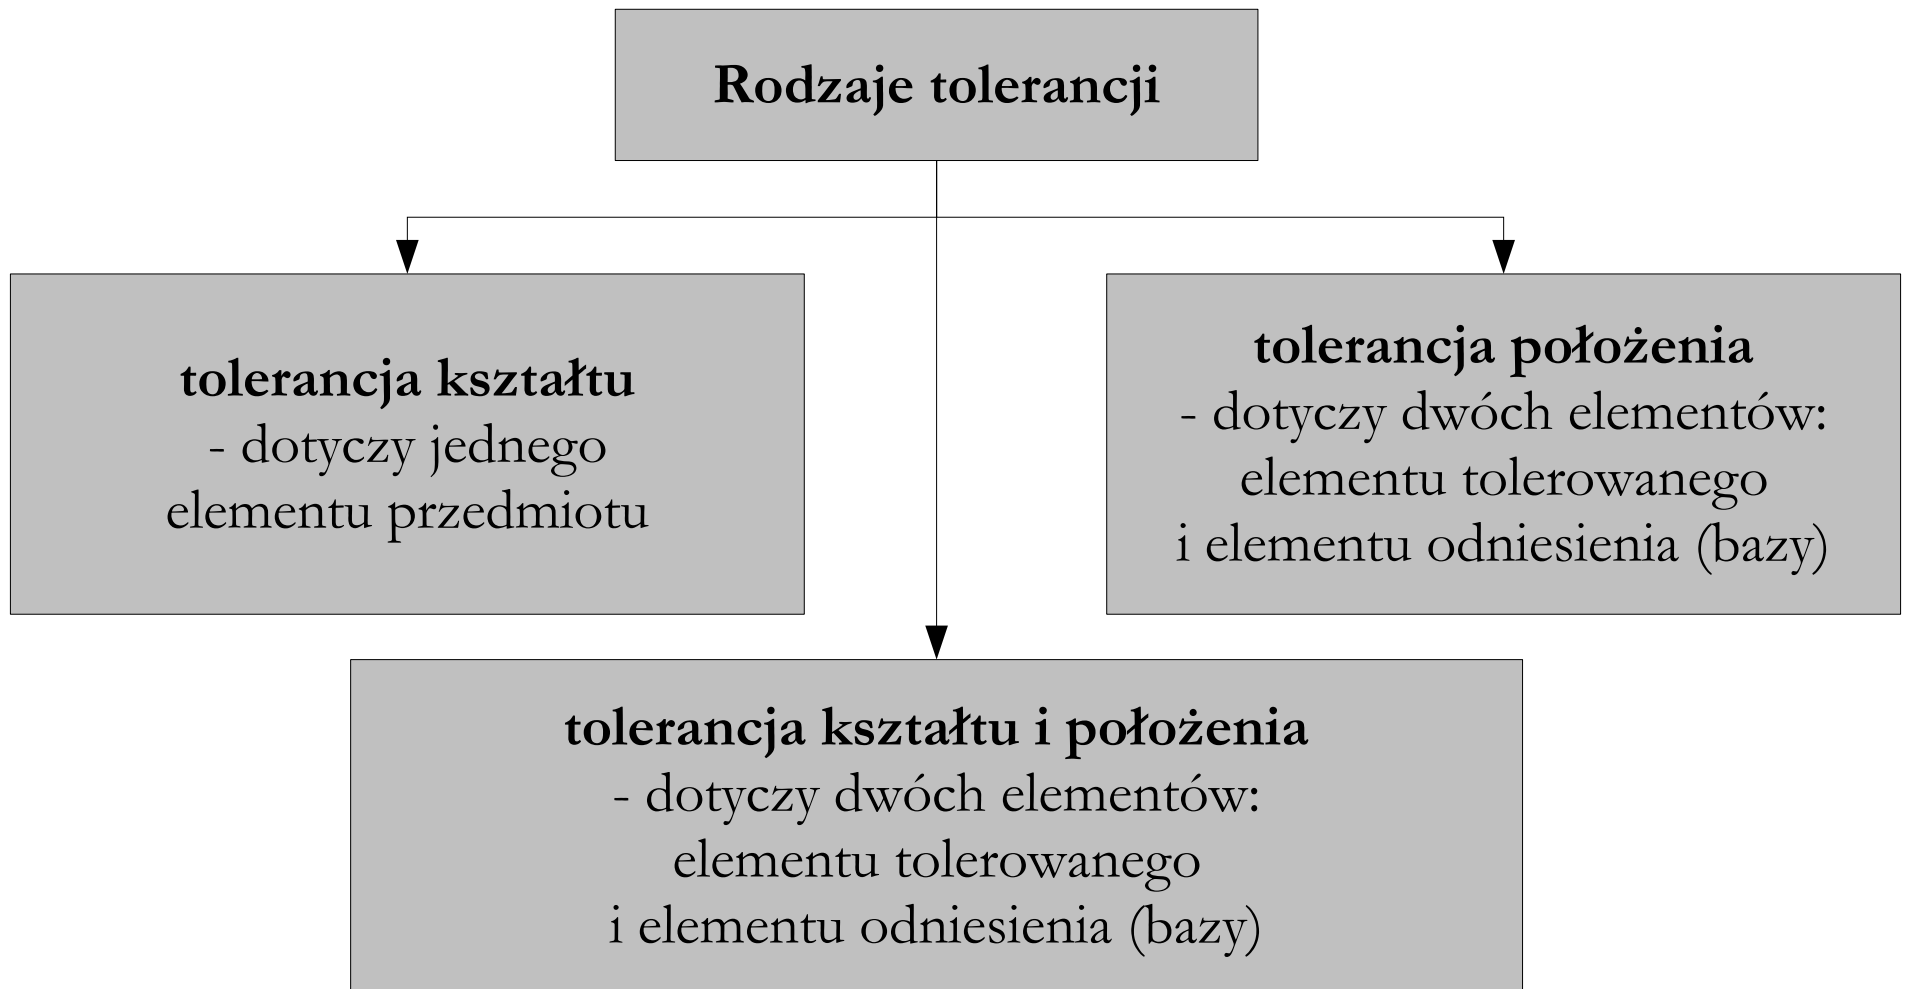 Rodzaje tolerancji
tolerancja kształtu
- dotyczy jednego
elementu przedmiotu
tolerancja położenia
- dotyczy dwóch elementów:
elementu tolerowanego
i elementu odniesienia (bazy)
tolerancja kształtu i położenia
- dotyczy dwóch elementów:
elementu tolerowanego
i elementu odniesienia (bazy)